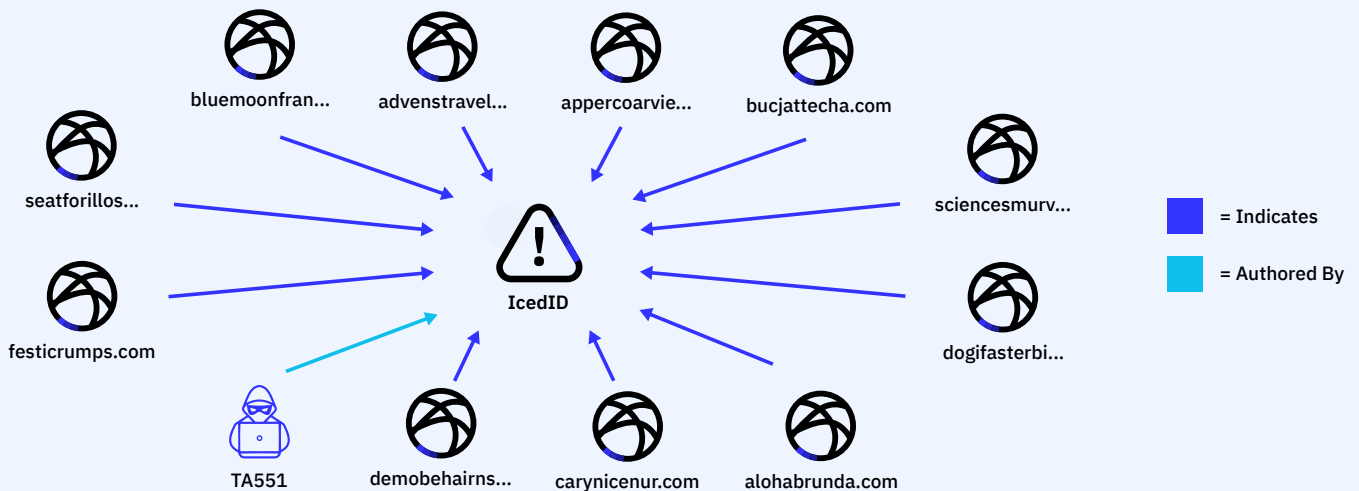 bluemoonfran...
advenstravel...
appercoarvie...
bucjattecha.com
seatforillos...
sciencesmurv...
= Indicates
= Authored By
IcedID
festicrumps.com
dogifasterbi...
TA551
demobehairns...
carynicenur.com
alohabrunda.com